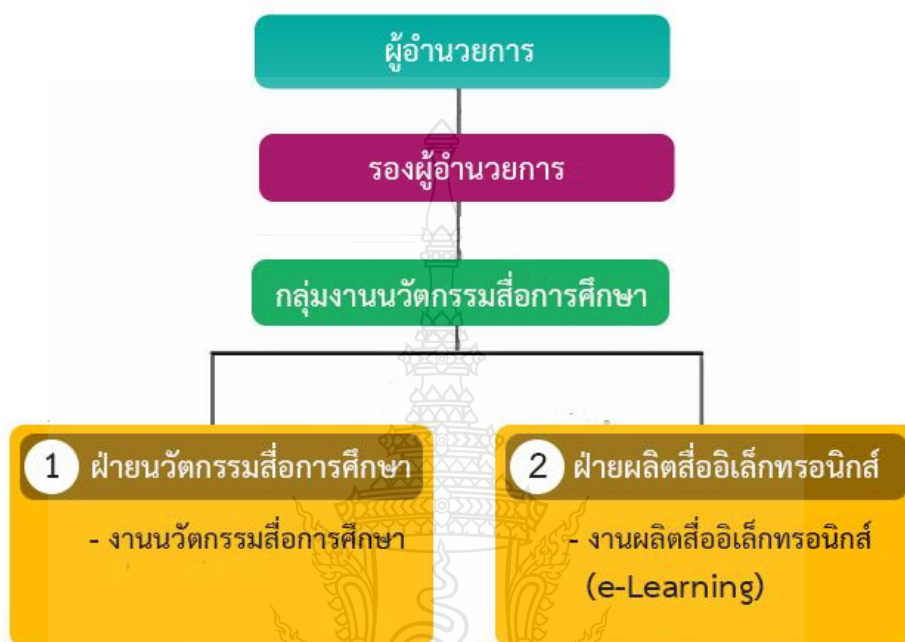 ผู้อำนวยการ
รองผู้อำนวยการ
กลุ่มงานนวัตกรรมสื่อการศึกษา
1 ฝ่ายนวัตกรรมสื่อการศึกษา
- งานนวัตกรรมสื่อการศึกษา
2 ฝ่ายผลิตสื่ออิเล็กทรอนิกส์
- งานผลิตสื่ออิเล็กทรอนิกส์
(e-Learning)